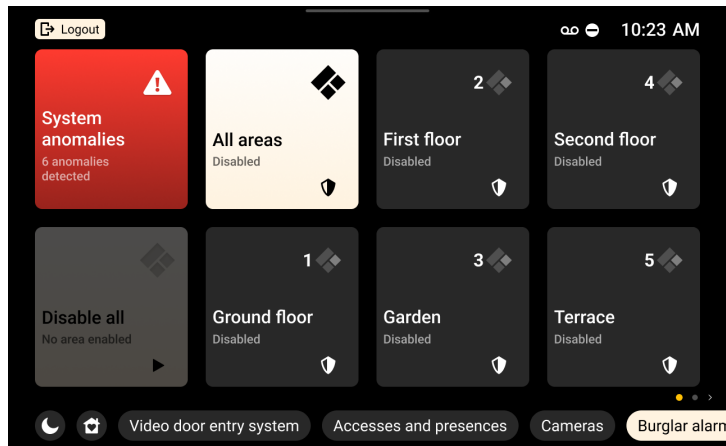 Logout
10:23 AM
System
anomalies
6 anomalies
detected
All areas
Disabled
2
First floor
Disabled
4
Second floor
Disabled
Disable all
No area enabled
1
Ground floor
Disabled
3
Garden
Disabled
5
Terrace
Disabled
Video door entry system
Accesses and presences
Cameras
Burglar alarm